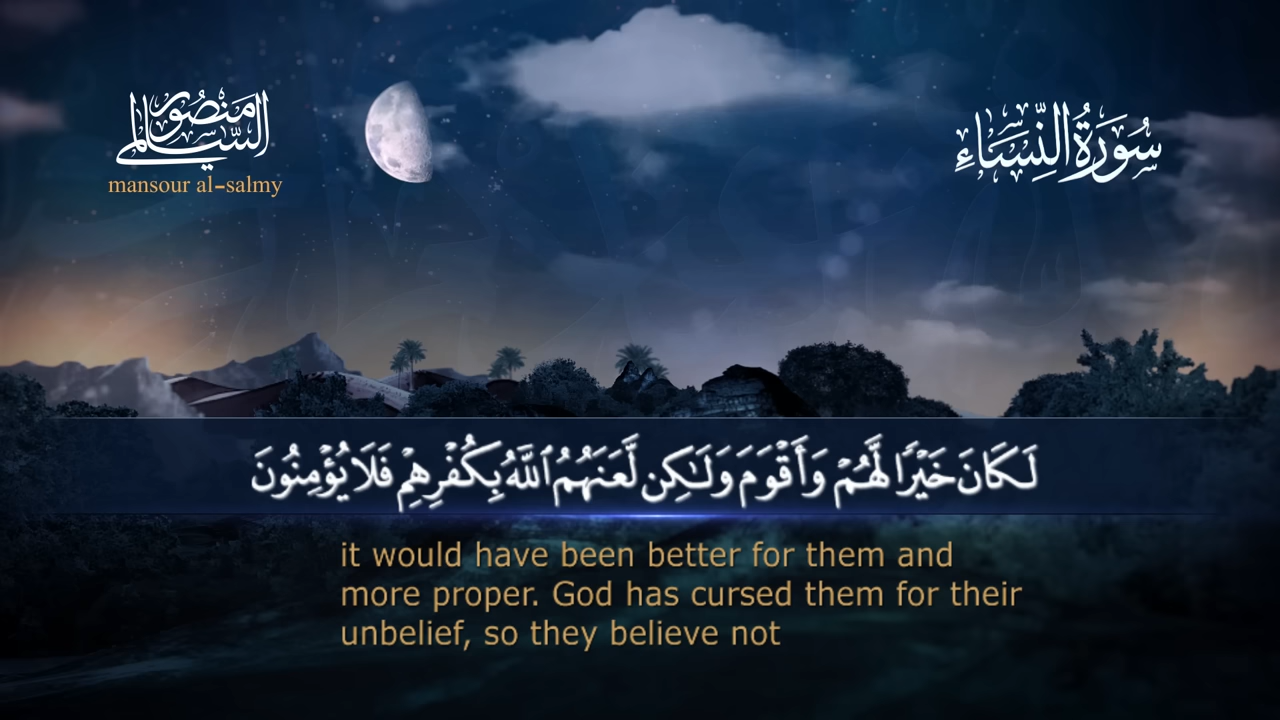 منصور السالمي
mansour al-salmy
سُورَةُ النِّسَاءِ
لَكَانَ خَيْرًا لَّهُمْ وَأَقْوَمَ وَلَٰكِن لَّعَنَهُمُ ٱللَّهُ بِكُفْرِهِمْ فَلَا يُؤْمِنُونَ
it would have been better for them and
more proper. God has cursed them for their
unbelief, so they believe not